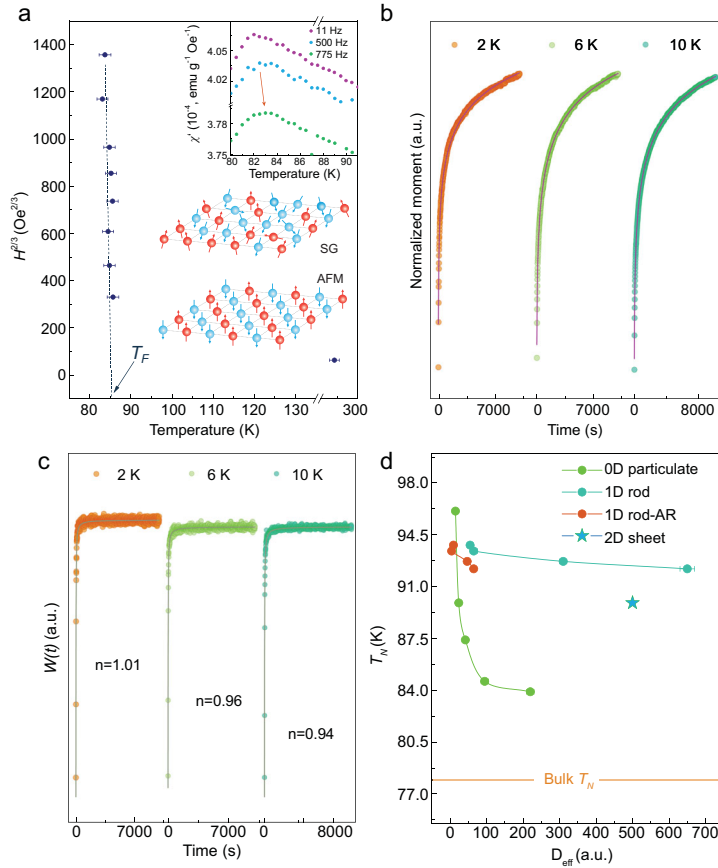 a
H^2/3 (Oe^2/3)
1400
1200
1000
800
600
400
200
0
80 90 100 110 120 130 300
Temperature (K)
T_F
SG
AFM
11 Hz
500 Hz
775 Hz
χ' (10^-4, emu g^-1 Oe^-1)
4.05
4.02
3.78
3.75
80 82 84 86 88 90
Temperature (K)
b
2 K 6 K 10 K
Normalized moment (a.u.)
0 7000 0 7000 0 8000
Time (s)
c
2 K 6 K 10 K
W(t) (a.u.)
n=1.01
n=0.96
n=0.94
0 7000 0 7000 0 8000
Time (s)
d
0D particulate
1D rod
1D rod-AR
2D sheet
T_N (K)
98.0
94.5
91.0
87.5
84.0
80.5
77.0
Bulk T_N
0 100 200 300 400 500 600 700
D_eff (a.u.)